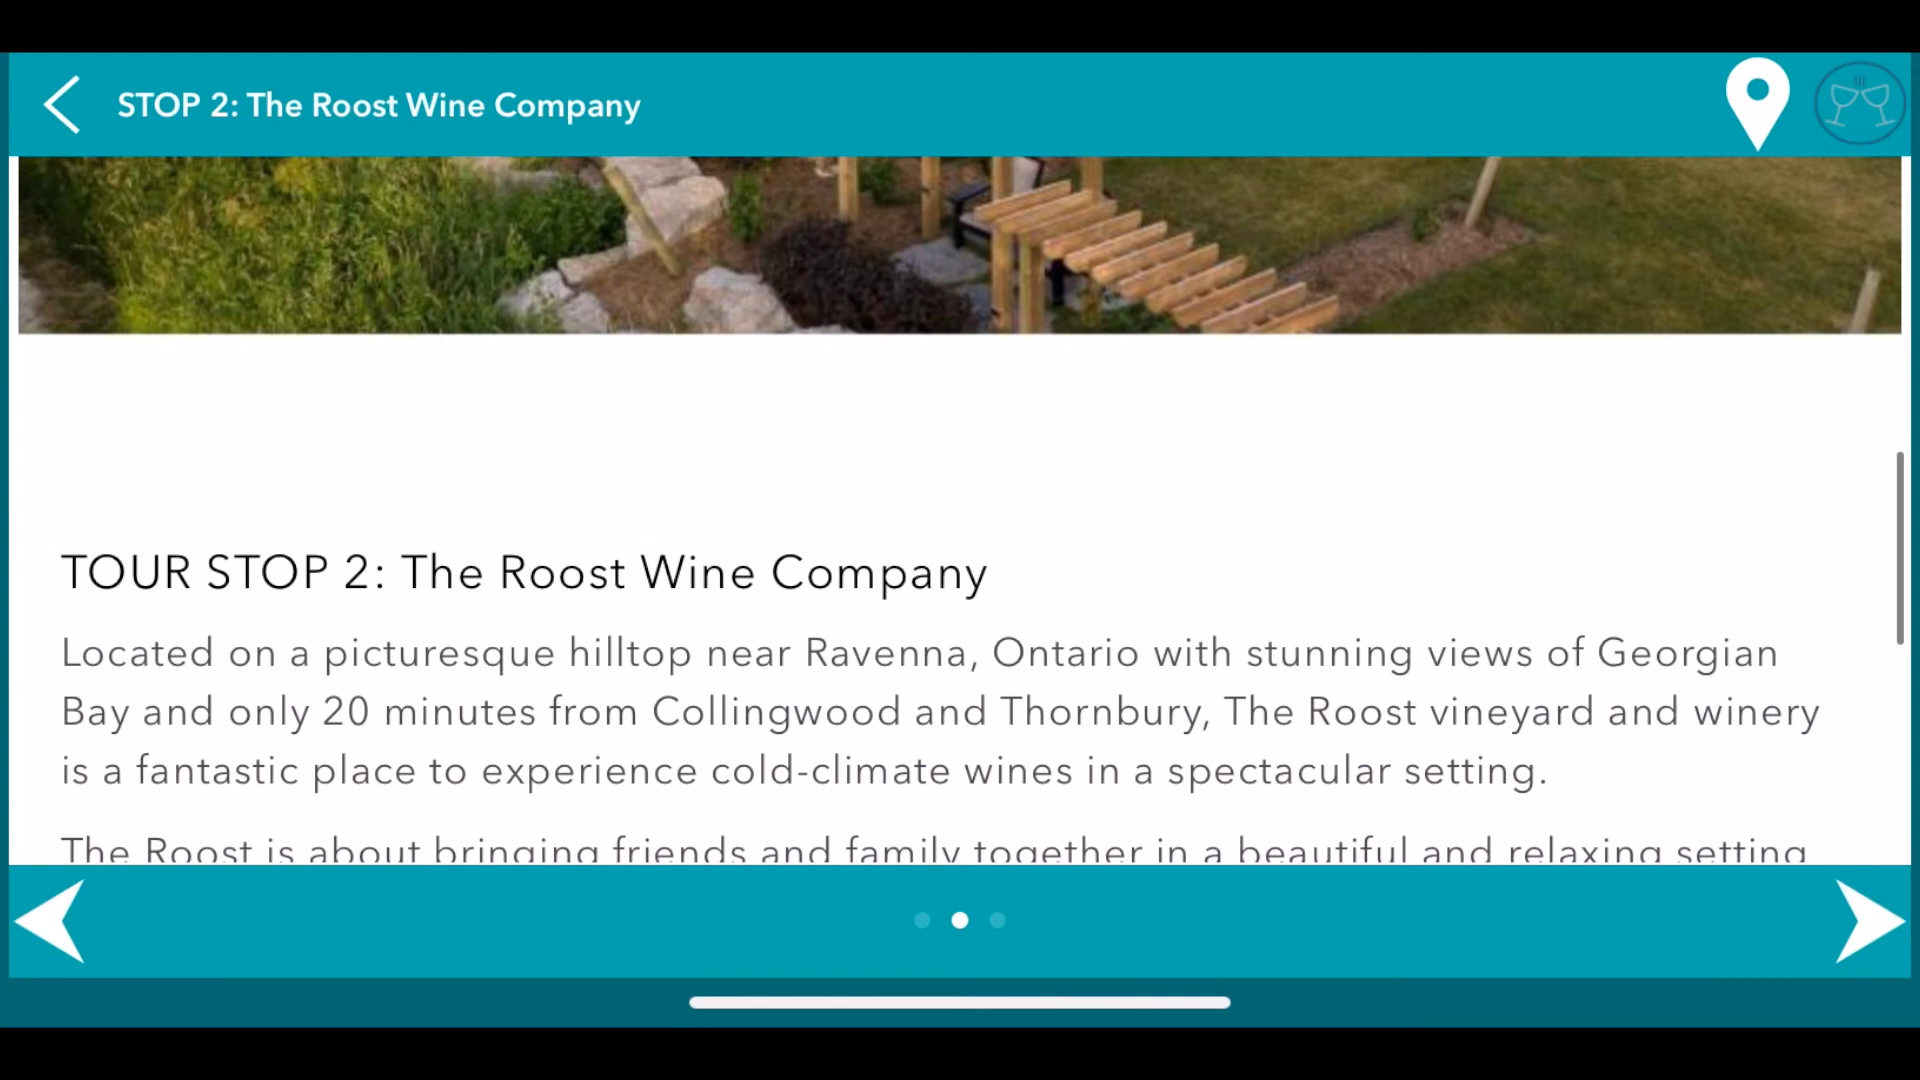 STOP 2: The Roost Wine Company
TOUR STOP 2: The Roost Wine Company
Located on a picturesque hilltop near Ravenna, Ontario with stunning views of Georgian
Bay and only 20 minutes from Collingwood and Thornbury, The Roost vineyard and winery
is a fantastic place to experience cold-climate wines in a spectacular setting.
The Roost is about bringing friends and family together in a beautiful and relaxing setting.